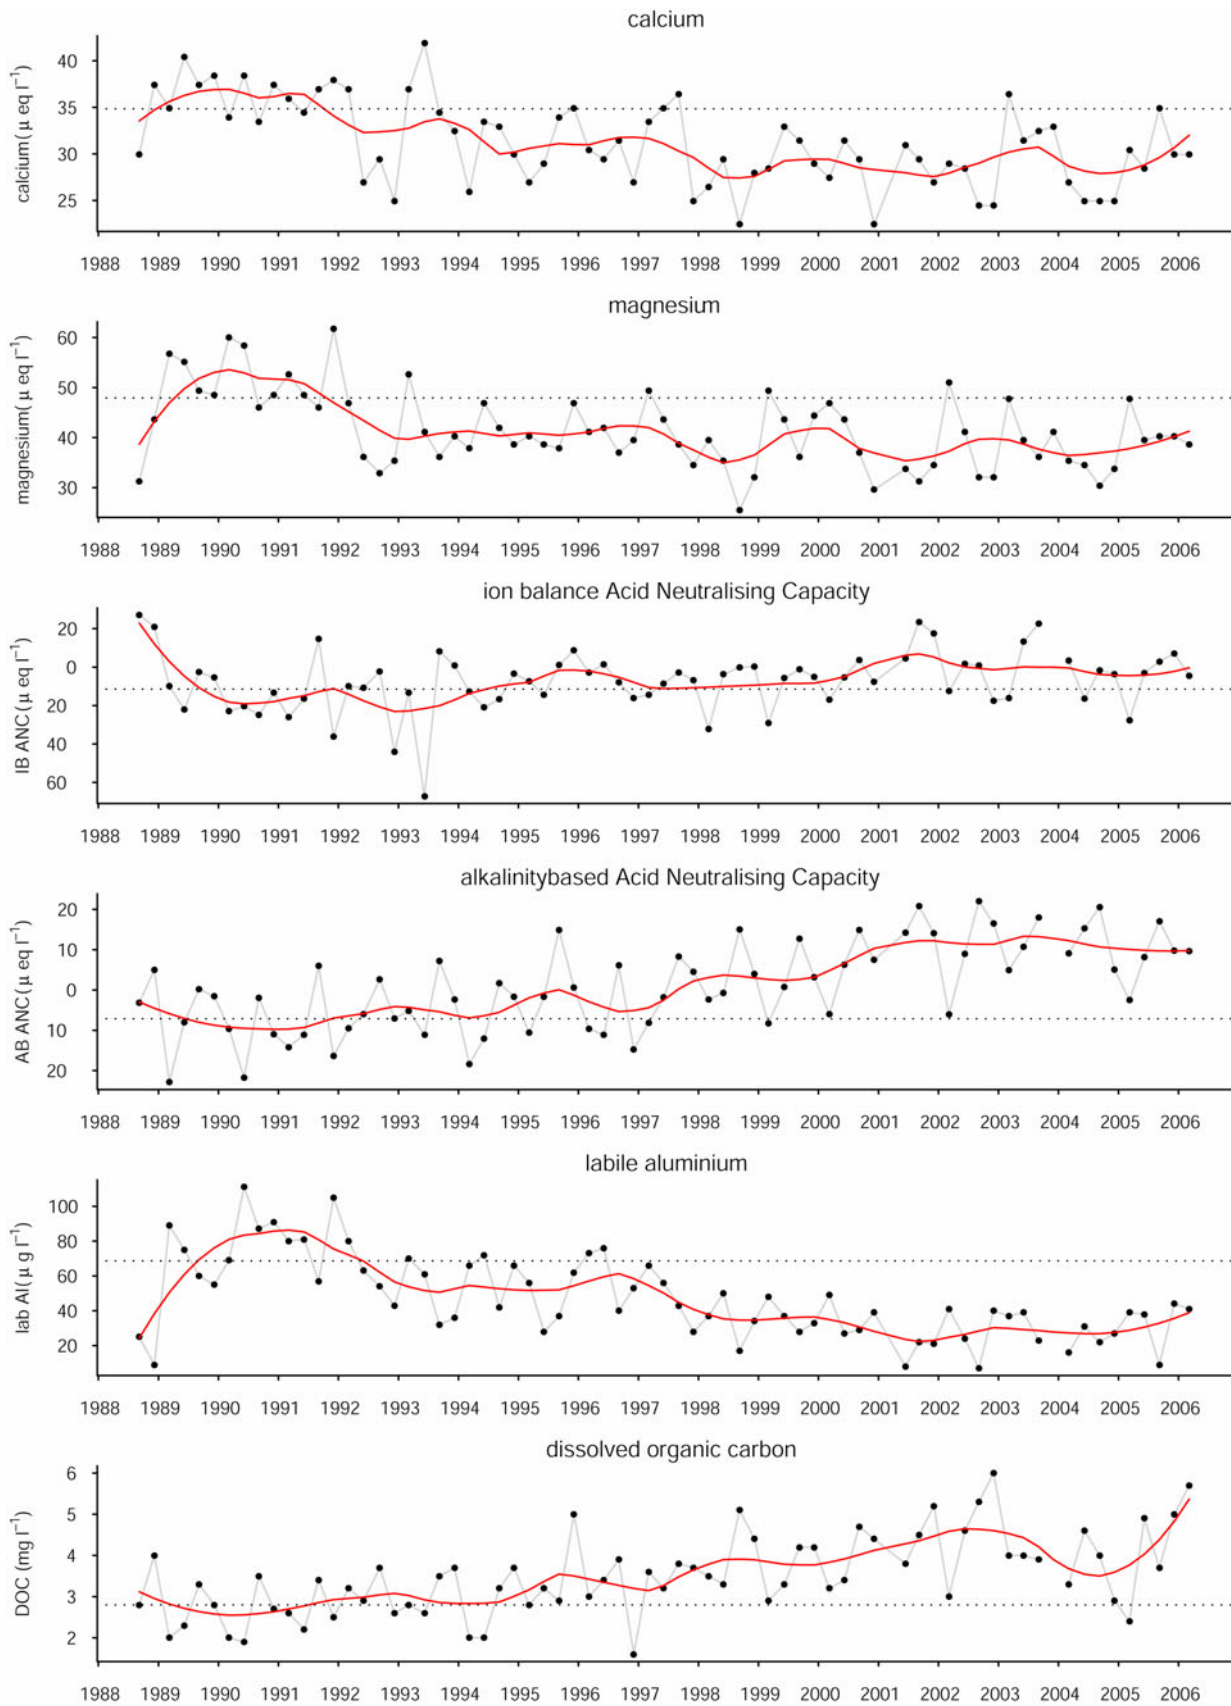 calcium
calcium( μ eq l⁻¹)
40
35
30
25
1988 1989 1990 1991 1992 1993 1994 1995 1996 1997 1998 1999 2000 2001 2002 2003 2004 2005 2006
magnesium
magnesium( μ eq l⁻¹)
60
50
40
30
1988 1989 1990 1991 1992 1993 1994 1995 1996 1997 1998 1999 2000 2001 2002 2003 2004 2005 2006
ion balance Acid Neutralising Capacity
IB ANC( μ eq l⁻¹)
20
0
20
40
60
1988 1989 1990 1991 1992 1993 1994 1995 1996 1997 1998 1999 2000 2001 2002 2003 2004 2005 2006
alkalinitybased Acid Neutralising Capacity
AB ANC( μ eq l⁻¹)
20
10
0
10
20
1988 1989 1990 1991 1992 1993 1994 1995 1996 1997 1998 1999 2000 2001 2002 2003 2004 2005 2006
labile aluminium
lab Al( μ g l⁻¹)
100
80
60
40
20
1988 1989 1990 1991 1992 1993 1994 1995 1996 1997 1998 1999 2000 2001 2002 2003 2004 2005 2006
dissolved organic carbon
DOC (mg l⁻¹)
6
5
4
3
2
1988 1989 1990 1991 1992 1993 1994 1995 1996 1997 1998 1999 2000 2001 2002 2003 2004 2005 2006